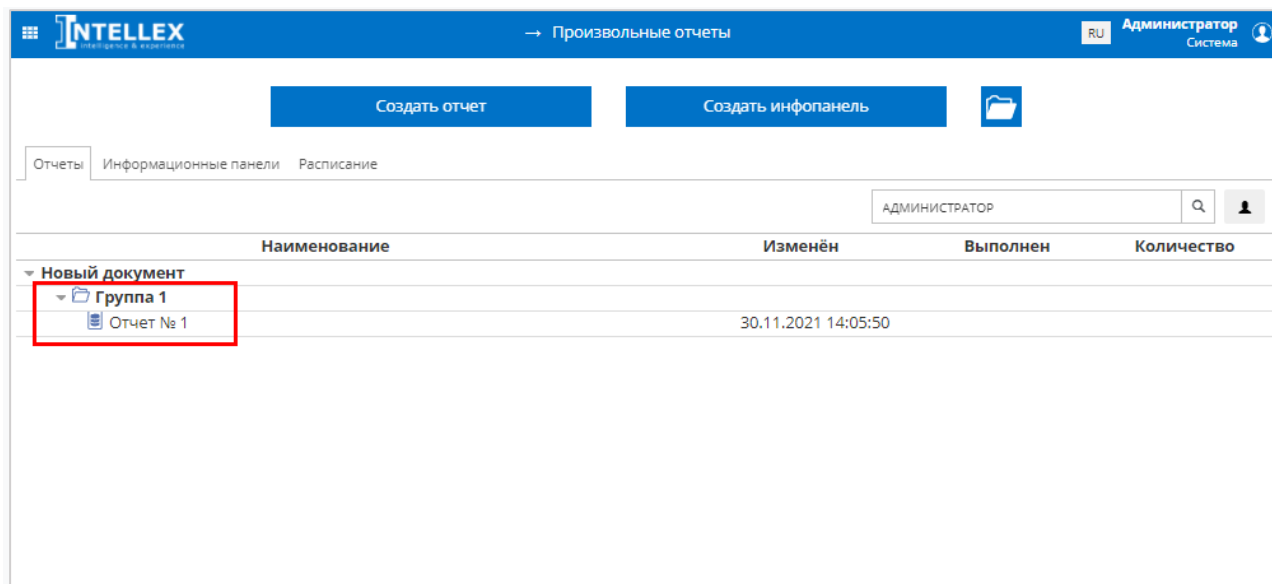 INTELLEX
intelligence & experience
→ Произвольные отчеты
RU
Администратор
Система
Создать отчет
Создать инфопанель
Отчеты
Информационные панели
Расписание
АДМИНИСТРАТОР
Наименование
Изменён
Выполнен
Количество
Новый документ
Группа 1
Отчет № 1
30.11.2021 14:05:50